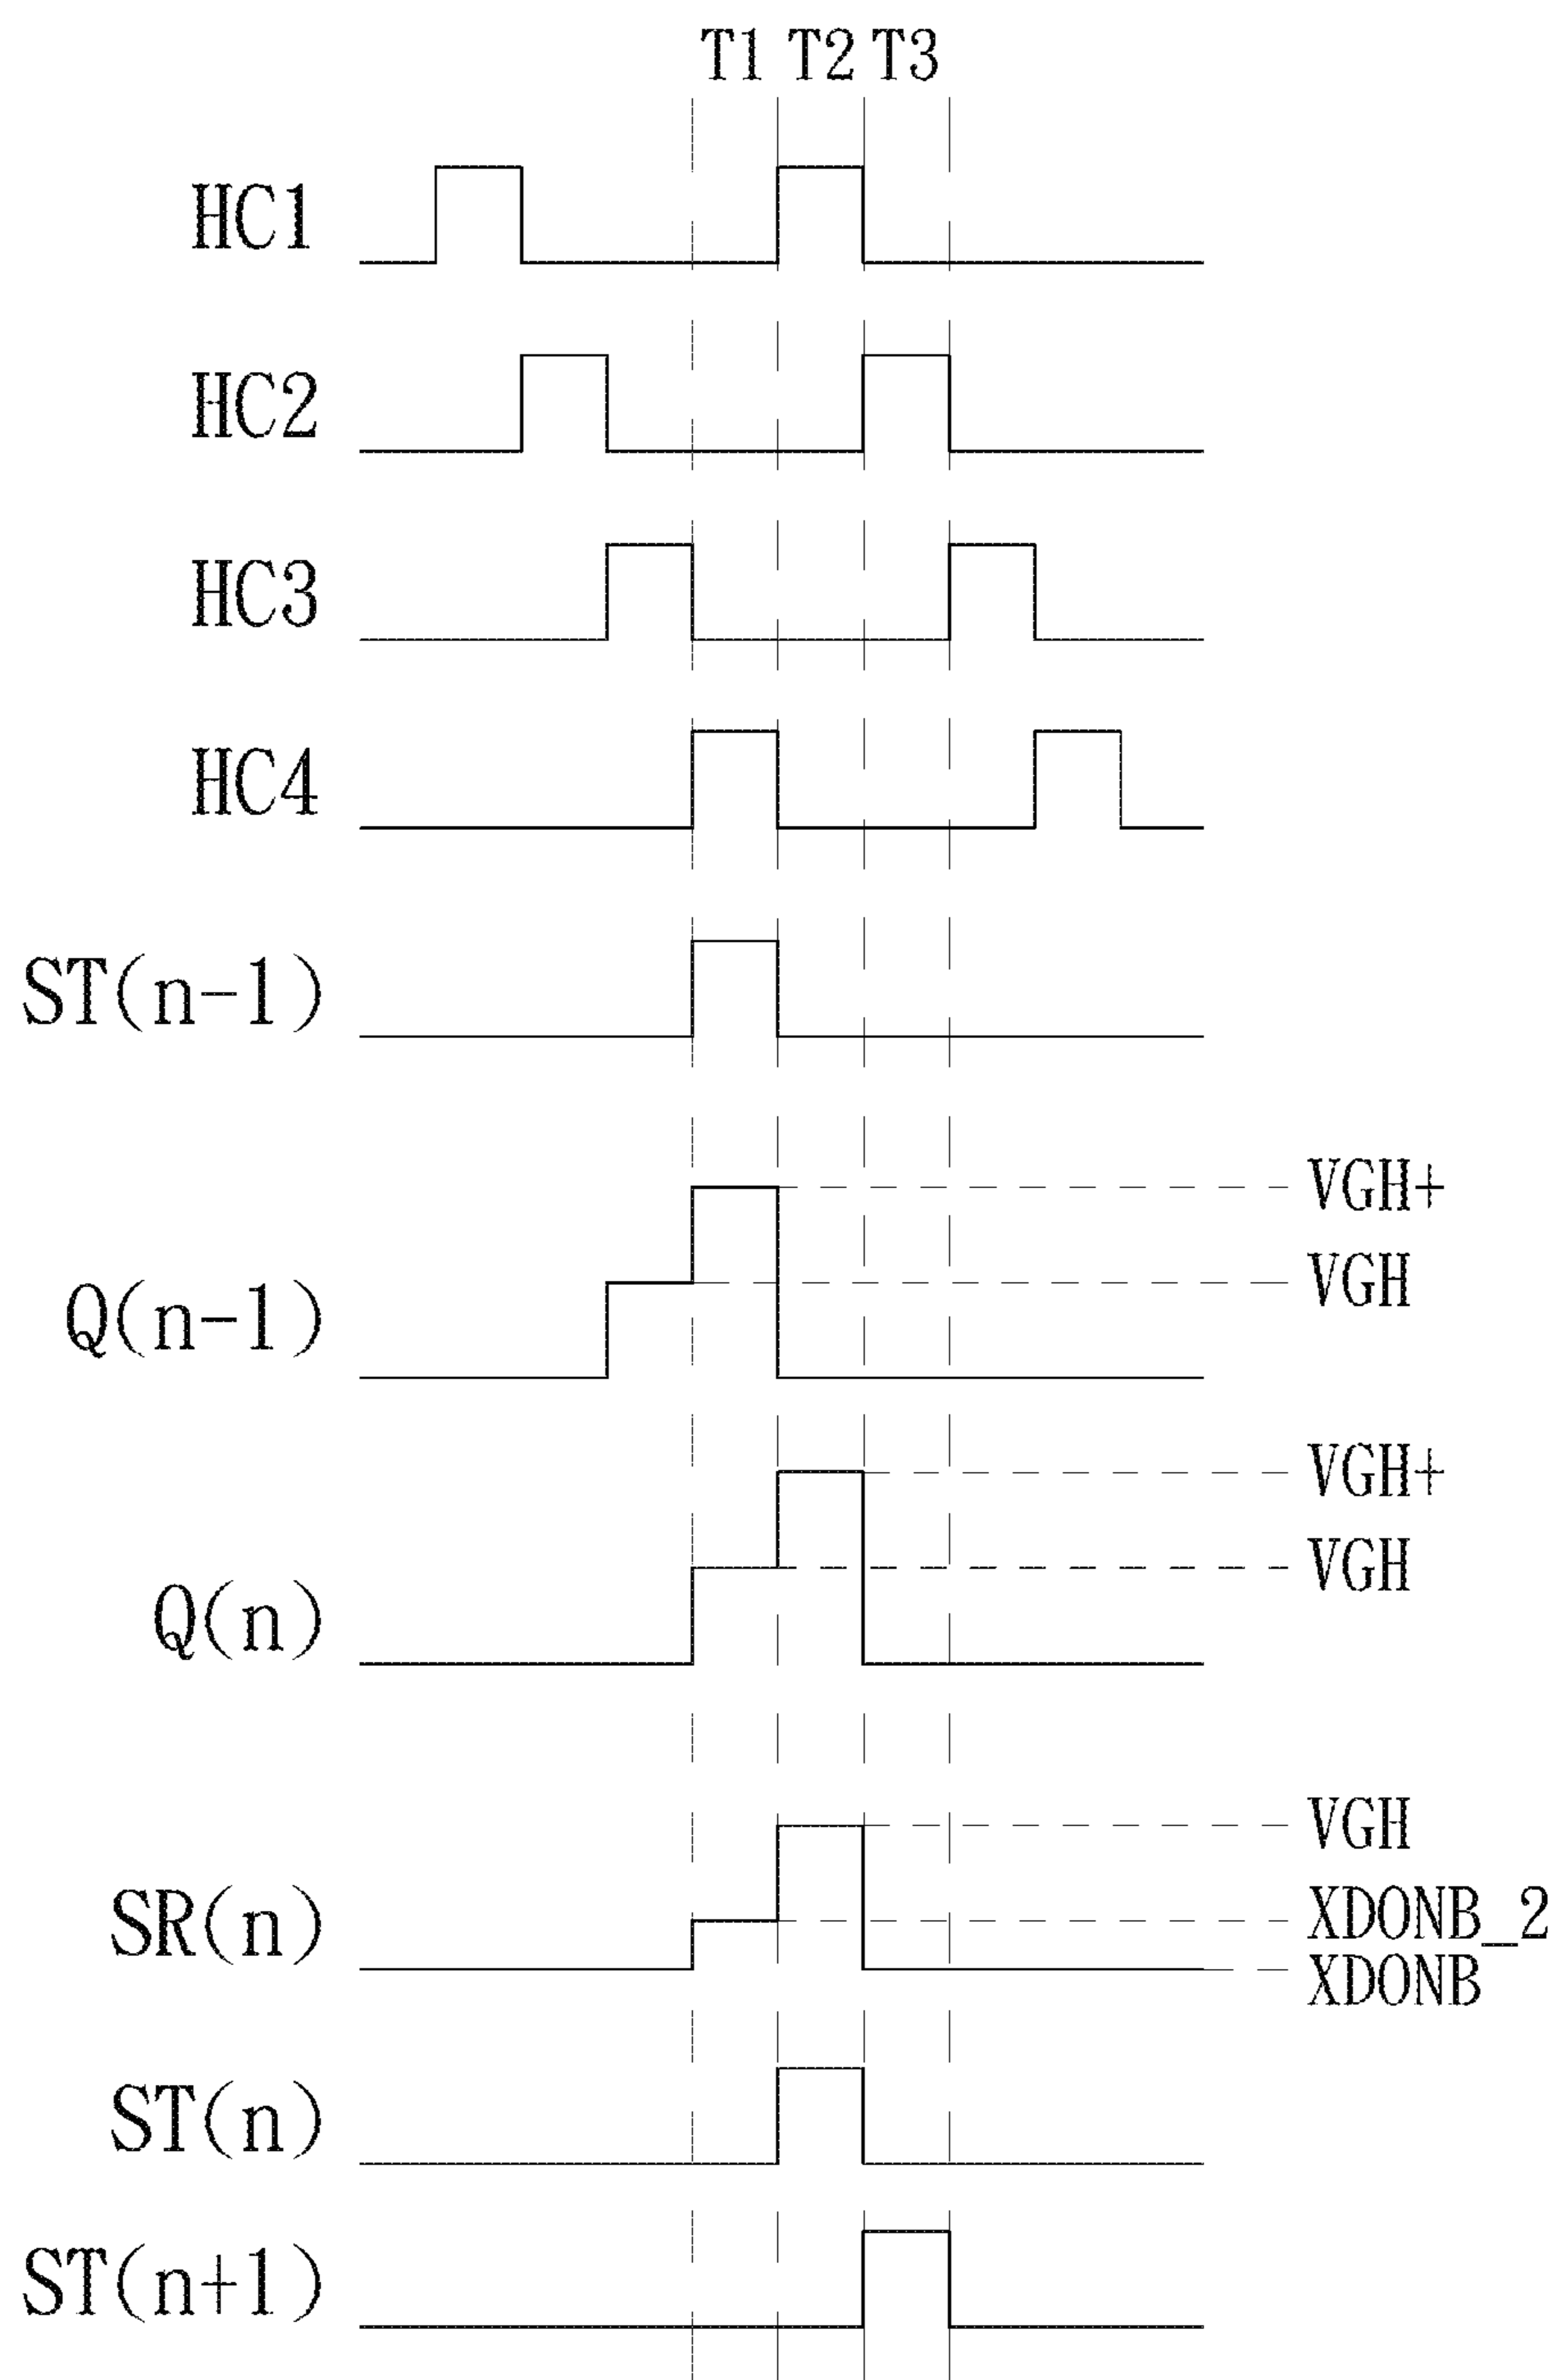 T1 T2 T3
HC1
HC2
HC3
HC4
ST(n-1)
VGH+
VGH
Q(n-1)
VGH+
VGH
Q(n)
VGH
XDONB_2
SR(n)
XDONB
ST(n)
ST(n+1)